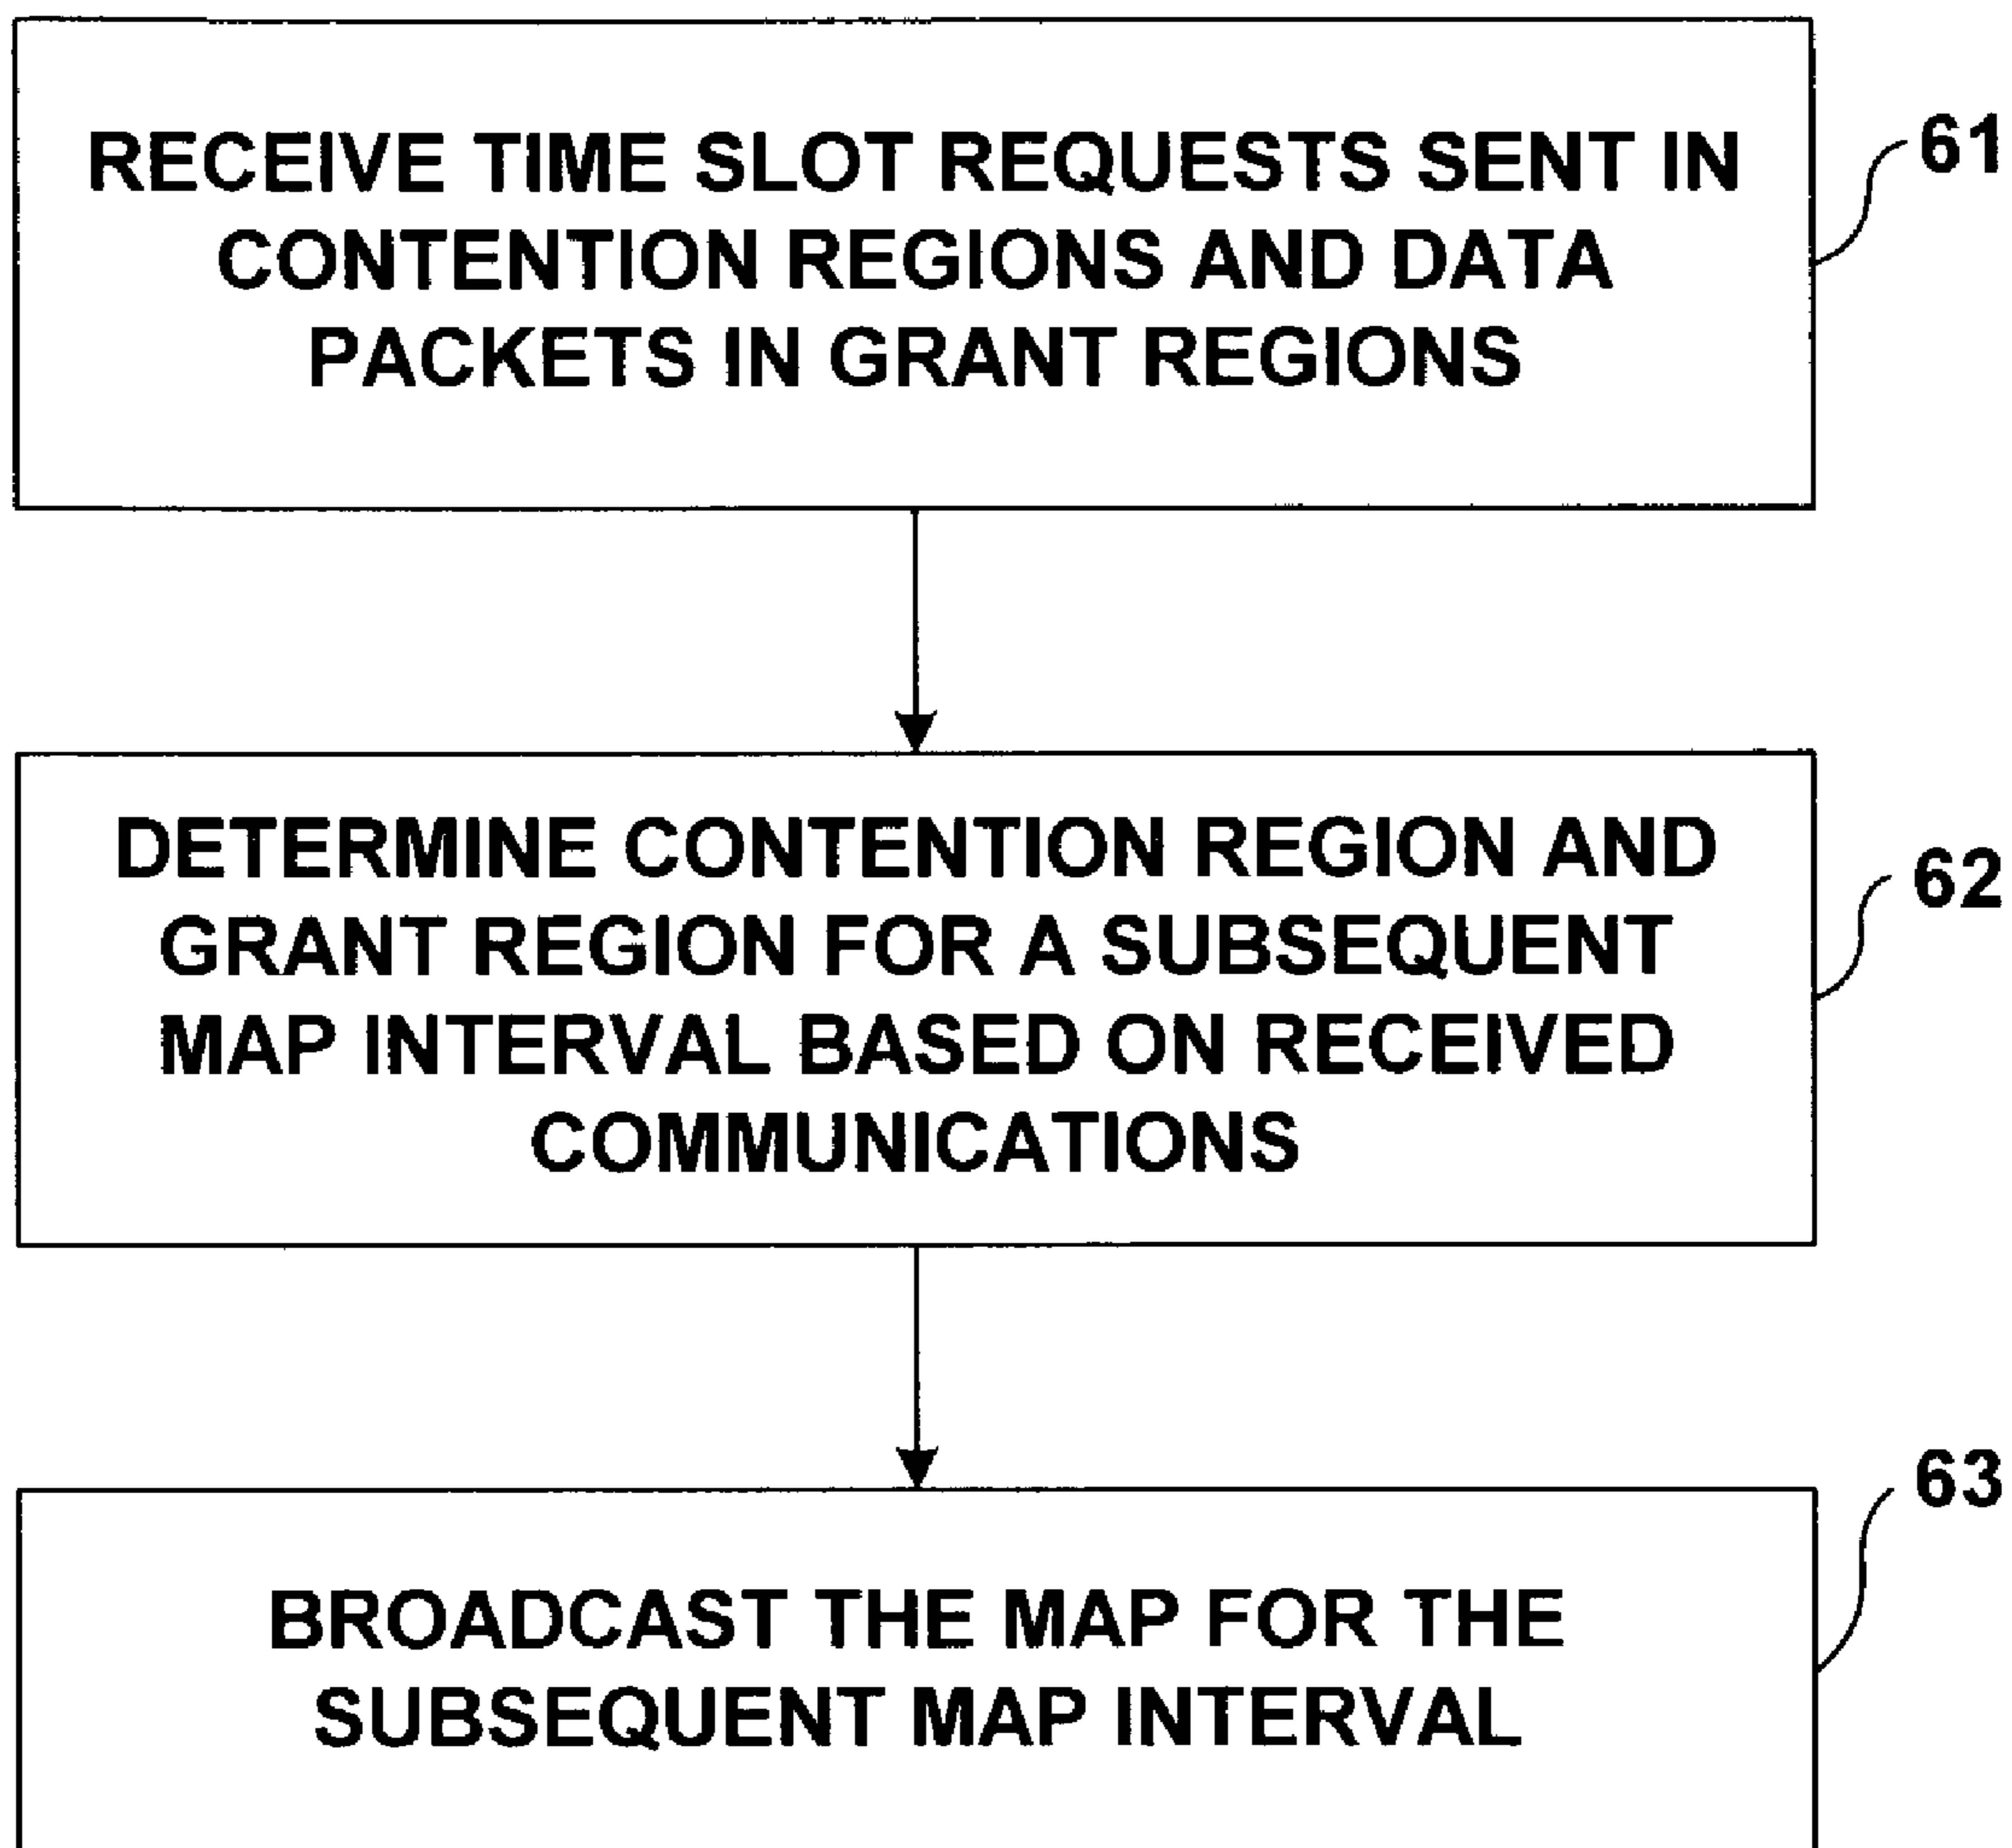 RECEIVE TIME SLOT REQUESTS SENT IN
CONTENTION REGIONS AND DATA
PACKETS IN GRANT REGIONS
61
DETERMINE CONTENTION REGION AND
GRANT REGION FOR A SUBSEQUENT
MAP INTERVAL BASED ON RECEIVED
COMMUNICATIONS
62
BROADCAST THE MAP FOR THE
SUBSEQUENT MAP INTERVAL
63